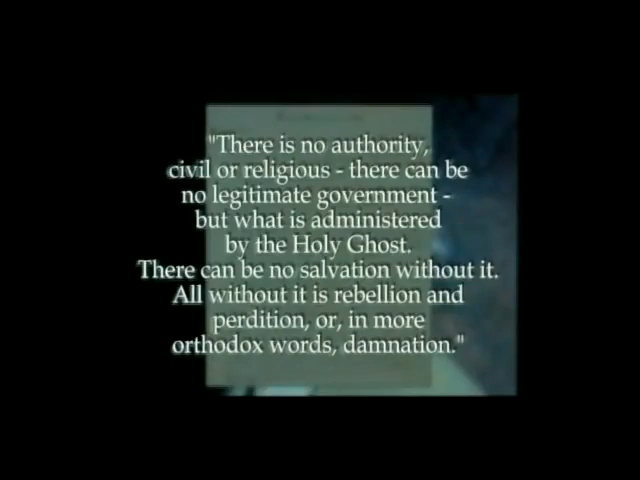 "There is no authority,
civil or religious - there can be
no legitimate government -
but what is administered
by the Holy Ghost.
There can be no salvation without it.
All without it is rebellion and
perdition, or, in more
orthodox words, damnation."